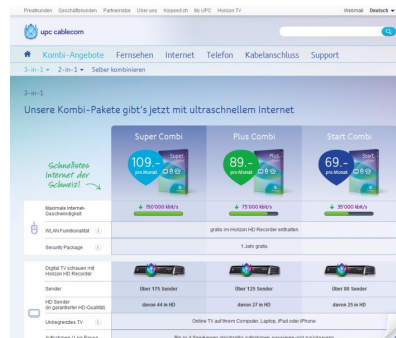 Privatkunden Geschäftskunden Partnernetze Über uns hispeed.ch My UPC Horizon TV Webmail Deutsch
upc cablecom
Kombi-Angebote Fernsehen Internet Telefon Kabelanschluss Support
3-in-1 2-in-1 Selber kombinieren
3-in-1
Unsere Kombi-Pakete gibt's jetzt mit ultraschnellem Internet
Super Combi Plus Combi Start Combi
Schnellstes Internet der Schweiz!
109.- pro Monat Super
89.- pro Monat Plus
69.- pro Monat Start
Maximale Internet-Geschwindigkeit 150'000 kbit/s 75'000 kbit/s 35'000 kbit/s
WLAN Funktionalität gratis im Horizon HD Recorder enthalten
Security Package 1 Jahr gratis
Digital TV schauen mit Horizon HD-Recorder
Sender Über 175 Sender Über 125 Sender Über 80 Sender
HD Sender (in garantierter HD-Qualität) davon 44 in HD davon 27 in HD davon 25 in HD
Unbegrenztes TV Online TV auf Ihrem Computer, Laptop, iPad oder iPhone